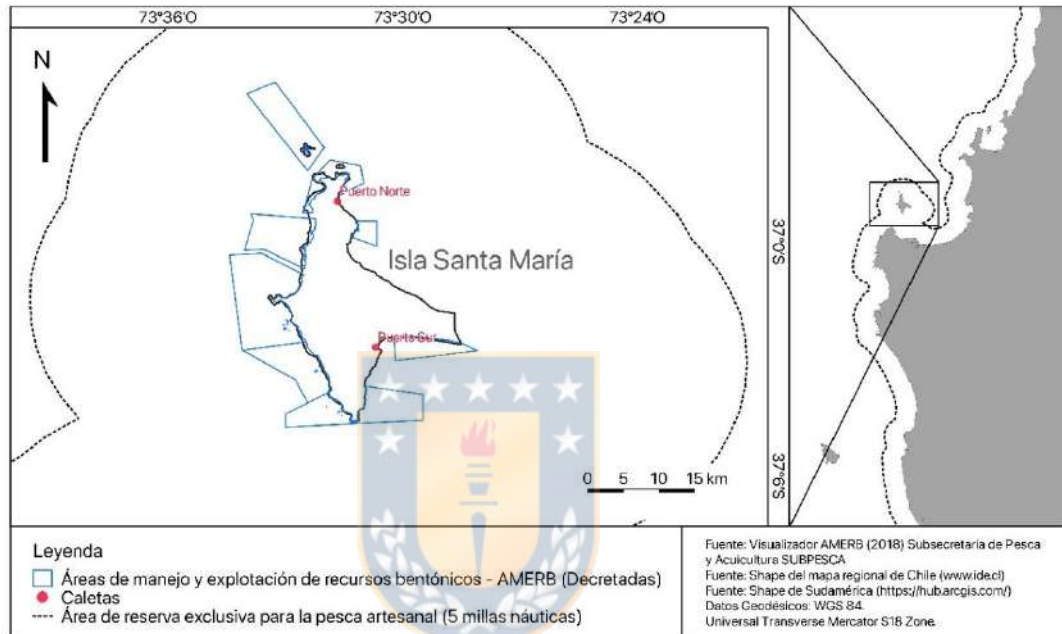 73°36'O
73°30'O
73°24'O
N
Puerto Norte
Isla Santa María
37°0'S
Puerto Sur
37°6'S
0 5 10 15 km
Leyenda
Áreas de manejo y explotación de recursos bentónicos - AMERB (Decretadas)
Caletas
Área de reserva exclusiva para la pesca artesanal (5 millas náuticas)
Fuente: Visualizador AMERB (2018) Subsecretaría de Pesca
y Acuicultura SUBPESCA
Fuente: Shape del mapa regional de Chile (www.ide.cl)
Fuente: Shape de Sudamérica (https://hub.arcgis.com/)
Datos Geodésicos: WGS 84.
Universal Transverse Mercator S18 Zone.